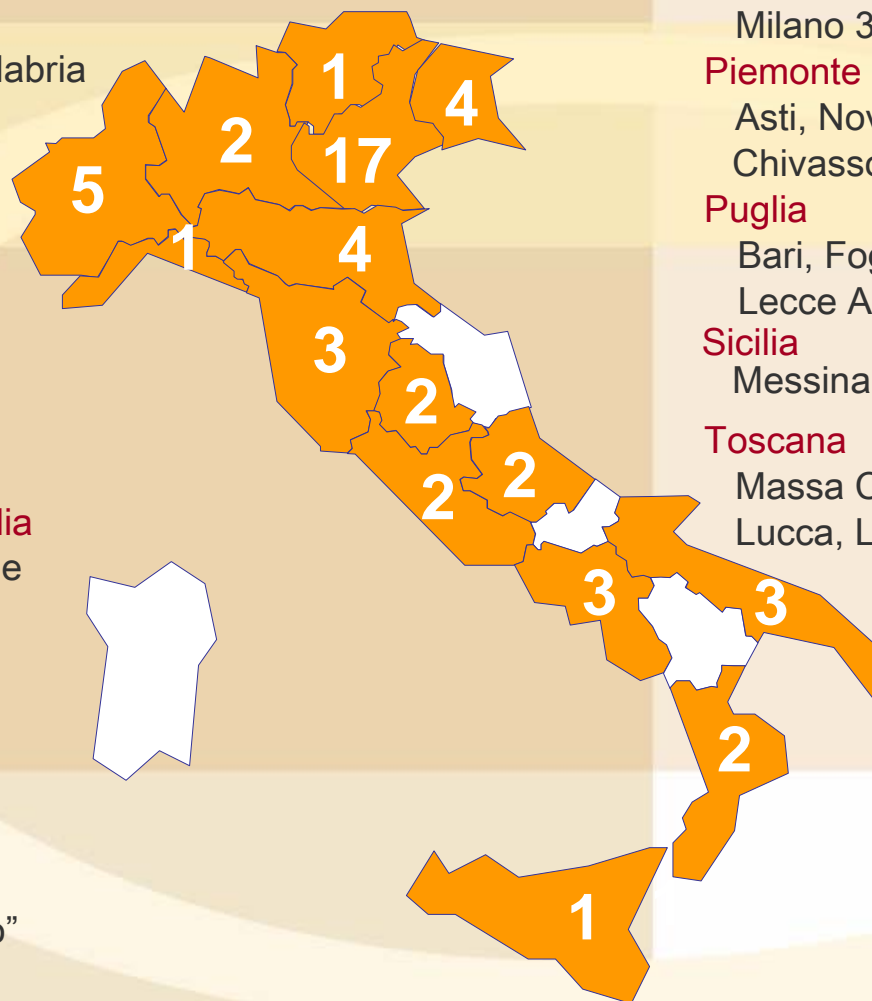 labria
lia
e
o”
1
4
2
17
5
1
4
3
2
2
2
3
3
2
1
Milano 3
Piemonte
Asti, Nov
Chivasso
Puglia
Bari, Fog
Lecce A
Sicilia
Messina
Toscana
Massa C
Lucca, L